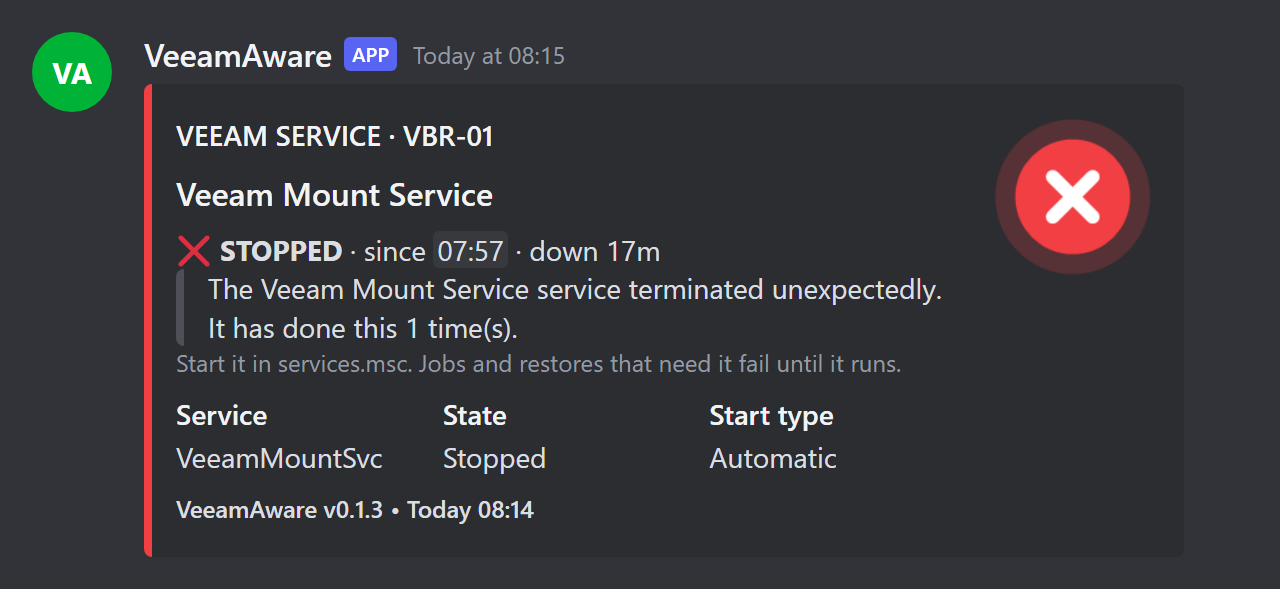 VA
VeeamAware APP Today at 08:15
VEEAM SERVICE · VBR-01
Veeam Mount Service
❌ STOPPED · since 07:57 · down 17m
The Veeam Mount Service service terminated unexpectedly.
It has done this 1 time(s).
Start it in services.msc. Jobs and restores that need it fail until it runs.
Service State Start type
VeeamMountSvc Stopped Automatic
VeeamAware v0.1.3 • Today 08:14